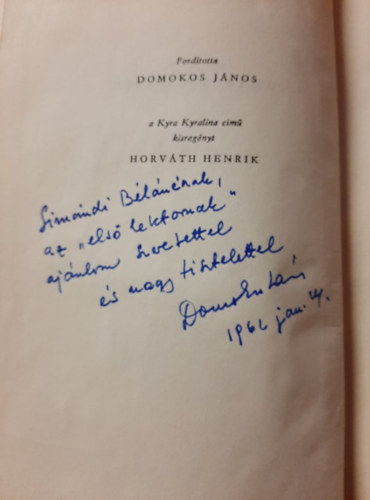 Fordította
DOMOKOS JÁNOS
a Kyra Kyralina című
kisregényt
HORVÁTH HENRIK
Simándi Bélánénak,
az „első lektornak"
ajánlom szeretettel
és nagy tisztelettel
Domokos János
1962 jan.